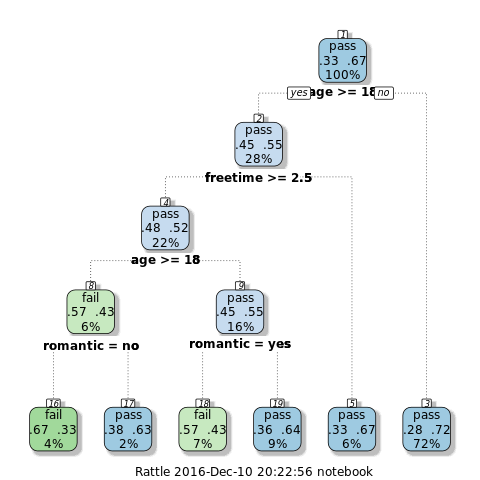 1
pass
.33 .67
100%
yes age >= 18 no
2
pass
.45 .55
28%
freetime >= 2.5
4
pass
.48 .52
22%
age >= 18
8
fail
.57 .43
6%
romantic = no
9
pass
.45 .55
16%
romantic = yes
16
fail
.67 .33
4%
17
pass
.38 .63
2%
18
fail
.57 .43
7%
19
pass
.36 .64
9%
5
pass
.33 .67
6%
3
pass
.28 .72
72%
Rattle 2016-Dec-10 20:22:56 notebook